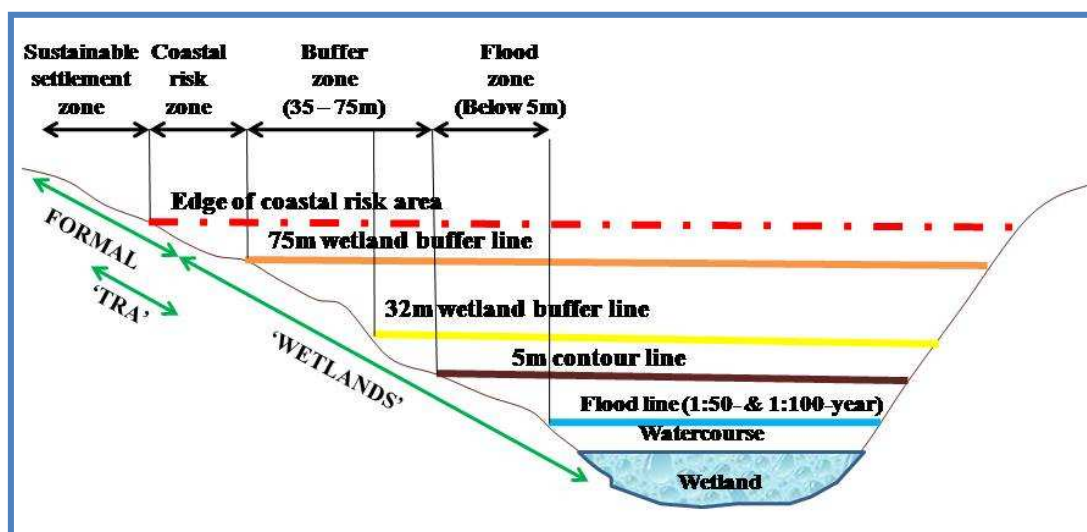 Sustainable
settlement
zone
Coastal
risk
zone
Buffer
zone
(35 – 75m)
Flood
zone
(Below 5m)
Edge of coastal risk area
75m wetland buffer line
32m wetland buffer line
5m contour line
Flood line (1:50- & 1:100-year)
Watercourse
Wetland
FORMAL
‘TRA’
‘WETLANDS’